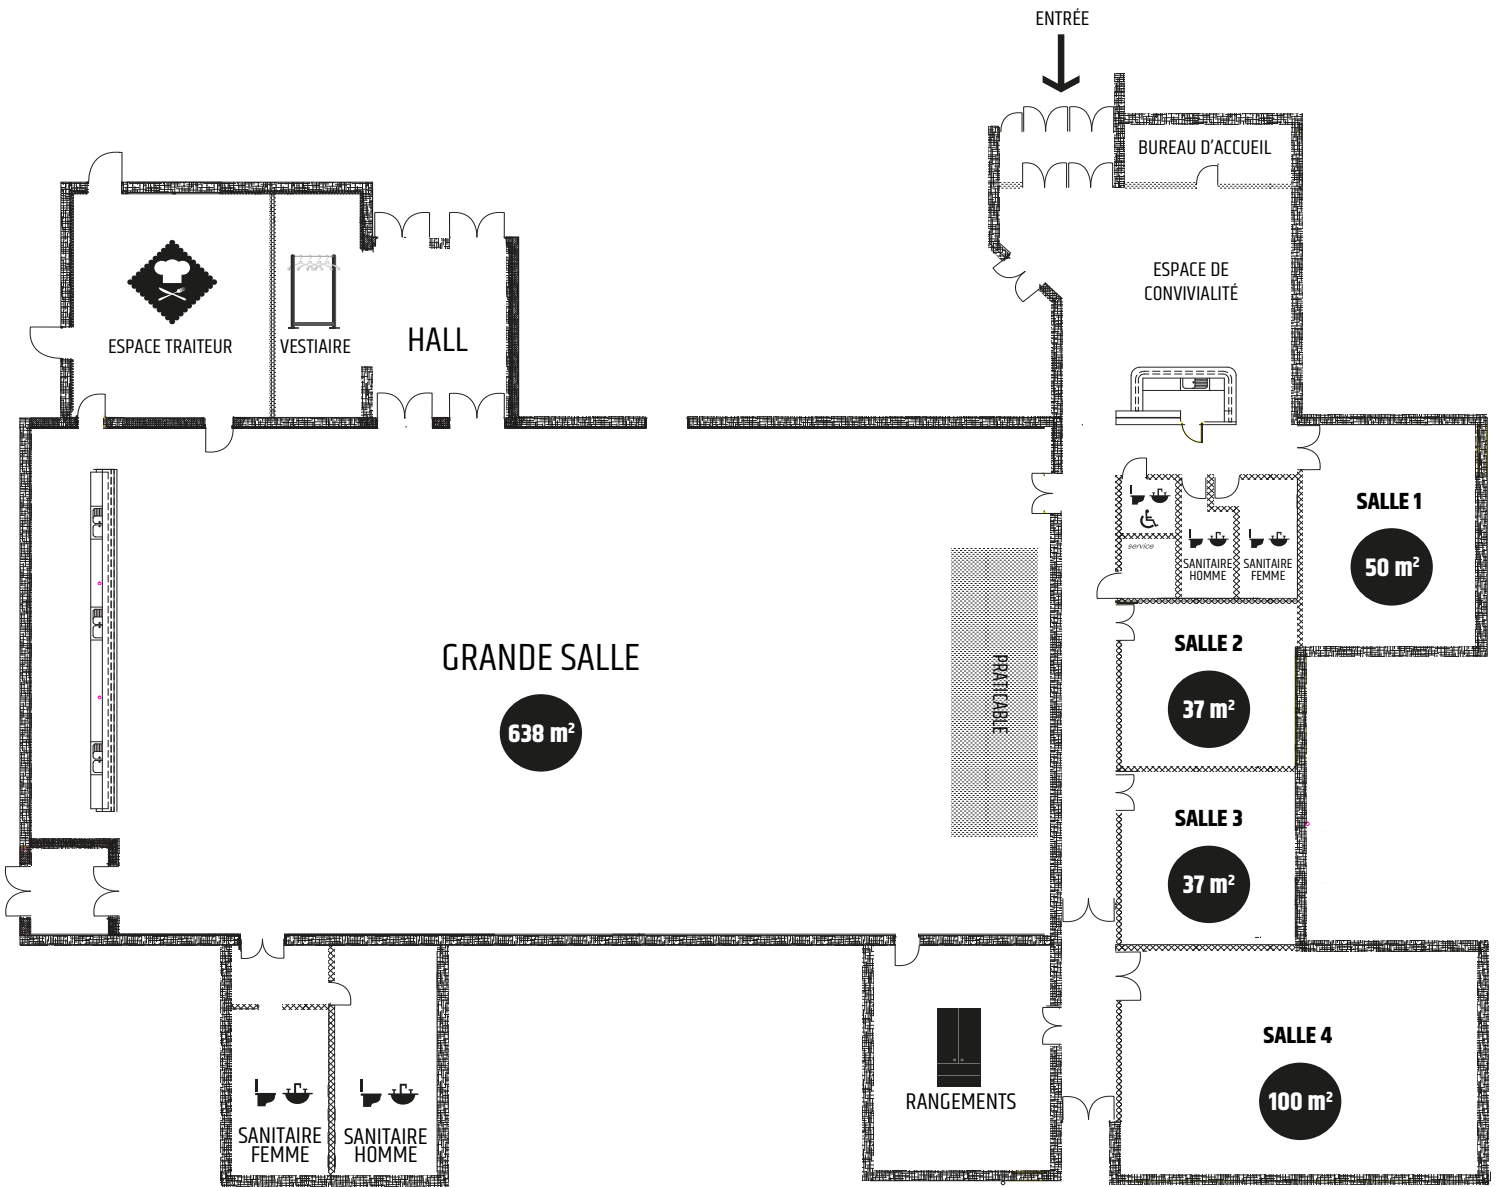 ENTRÉE
BUREAU D'ACCUEIL
ESPACE DE
CONVIVIALITÉ
ESPACE TRAITEUR
VESTIAIRE
HALL
SALLE 1
50 m²
service
SANITAIRE
HOMME
SANITAIRE
FEMME
GRANDE SALLE
638 m²
PRATICABLE
SALLE 2
37 m²
SALLE 3
37 m²
SALLE 4
100 m²
RANGEMENTS
SANITAIRE
FEMME
SANITAIRE
HOMME